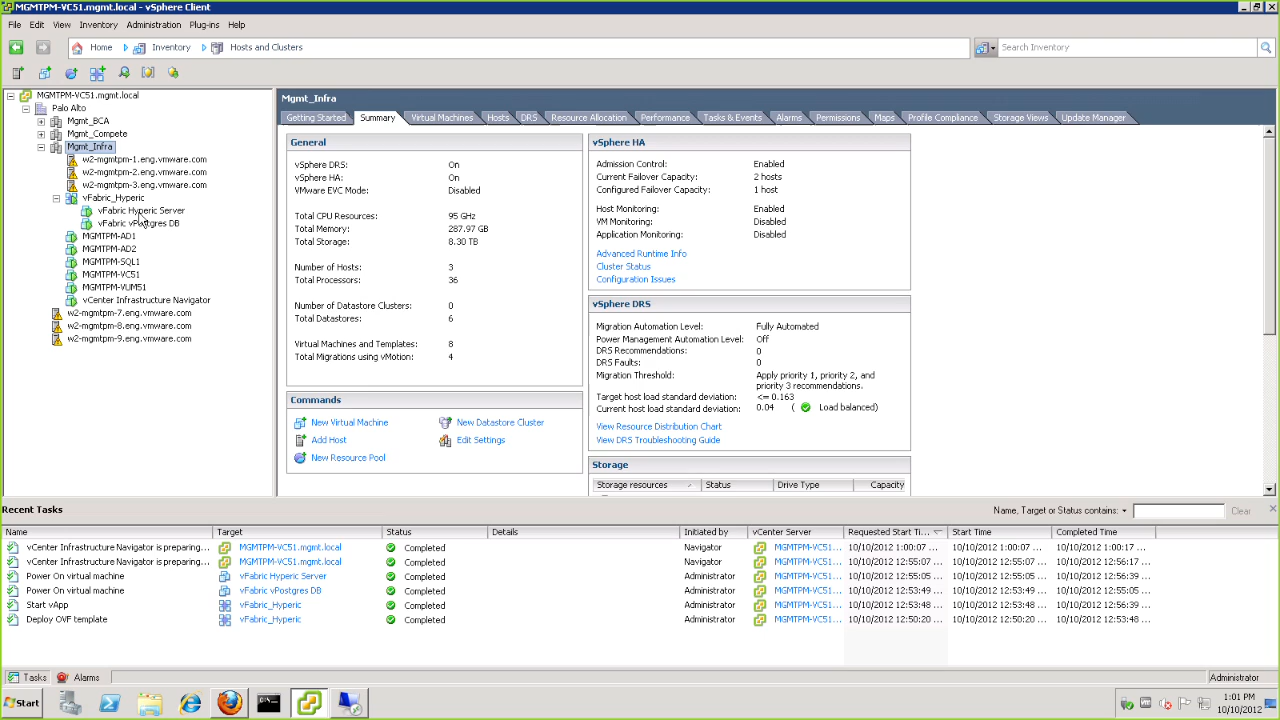 MGMTPM-VC51.mgmt.local - vSphere Client
File Edit View Inventory Administration Plug-ins Help
Home Inventory Hosts and Clusters Search Inventory
MGMTPM-VC51.mgmt.local
Palo Alto
Mgmt_BCA
Mgmt_Compete
Mgmt_Infra
w2-mgmtpm-1.eng.vmware.com
w2-mgmtpm-2.eng.vmware.com
w2-mgmtpm-3.eng.vmware.com
vFabric_Hyperic
vFabric Hyperic Server
vFabric vPostgres DB
MGMTPM-AD1
MGMTPM-AD2
MGMTPM-SQL1
MGMTPM-VC51
MGMTPM-VUM51
vCenter Infrastructure Navigator
w2-mgmtpm-7.eng.vmware.com
w2-mgmtpm-8.eng.vmware.com
w2-mgmtpm-9.eng.vmware.com
Mgmt_Infra
Getting Started Summary Virtual Machines Hosts DRS Resource Allocation Performance Tasks & Events Alarms Permissions Maps Profile Compliance Storage Views Update Manager
General
vSphere DRS: On
vSphere HA: On
VMware EVC Mode: Disabled
Total CPU Resources: 95 GHz
Total Memory: 287.97 GB
Total Storage: 8.30 TB
Number of Hosts: 3
Total Processors: 36
Number of Datastore Clusters: 0
Total Datastores: 6
Virtual Machines and Templates: 8
Total Migrations using vMotion: 4
Commands
New Virtual Machine New Datastore Cluster
Add Host Edit Settings
New Resource Pool
vSphere HA
Admission Control: Enabled
Current Failover Capacity: 2 hosts
Configured Failover Capacity: 1 host
Host Monitoring: Enabled
VM Monitoring: Disabled
Application Monitoring: Disabled
Advanced Runtime Info
Cluster Status
Configuration Issues
vSphere DRS
Migration Automation Level: Fully Automated
Power Management Automation Level: Off
DRS Recommendations: 0
DRS Faults: 0
Migration Threshold: Apply priority 1, priority 2, and
priority 3 recommendations.
Target host load standard deviation: <= 0.163
Current host load standard deviation: 0.04 ( Load balanced)
View Resource Distribution Chart
View DRS Troubleshooting Guide
Storage
Storage resources Status Drive Type Capacity
Recent Tasks Name, Target or Status contains: Clear
Name Target Status Details Initiated by vCenter Server Requested Start Ti... Start Time Completed Time
vCenter Infrastructure Navigator is preparing... MGMTPM-VC51.mgmt.local Completed Navigator MGMTPM-VC51... 10/10/2012 1:00:07 ... 10/10/2012 1:00:07 ... 10/10/2012 1:00:17 ...
vCenter Infrastructure Navigator is preparing... MGMTPM-VC51.mgmt.local Completed Navigator MGMTPM-VC51... 10/10/2012 12:55:07 ... 10/10/2012 12:55:07 ... 10/10/2012 12:56:17 ...
Power On virtual machine vFabric Hyperic Server Completed Administrator MGMTPM-VC51... 10/10/2012 12:55:05 ... 10/10/2012 12:55:05 ... 10/10/2012 12:56:39 ...
Power On virtual machine vFabric vPostgres DB Completed Administrator MGMTPM-VC51... 10/10/2012 12:53:49 ... 10/10/2012 12:53:49 ... 10/10/2012 12:55:05 ...
Start vApp vFabric_Hyperic Completed Administrator MGMTPM-VC51... 10/10/2012 12:53:48 ... 10/10/2012 12:53:48 ... 10/10/2012 12:56:39 ...
Deploy OVF template vFabric_Hyperic Completed Administrator MGMTPM-VC51... 10/10/2012 12:50:20 ... 10/10/2012 12:50:20 ... 10/10/2012 12:53:48 ...
Tasks Alarms Administrator
Start 1:01 PM
10/10/2012